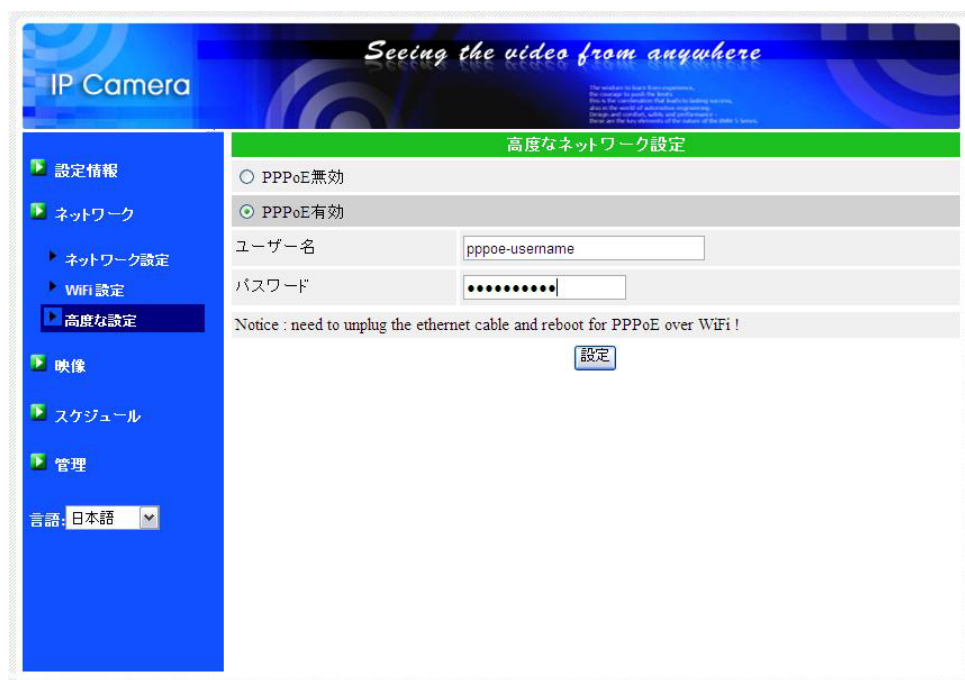 IP Camera
Seeing the video from anywhere
設定情報
ネットワーク
ネットワーク設定
WiFi 設定
高度な設定
映像
スケジュール
管理
言語: 日本語
高度なネットワーク設定
PPPoE無効
PPPoE有効
ユーザー名 pppoe-username
パスワード ••••••••••
Notice : need to unplug the ethernet cable and reboot for PPPoE over WiFi !
設定